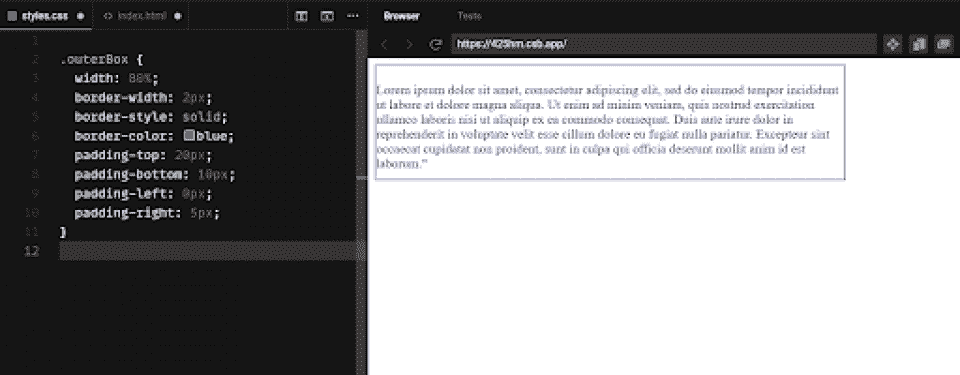 styles.css
index.html
Browser
Tests
1
2 .outerBox {
3 width: 80%;
4 border-width: 2px;
5 border-style: solid;
6 border-color: blue;
7 padding-top: 20px;
8 padding-bottom: 10px;
9 padding-left: 0px;
10 padding-right: 5px;
11 }
12
Lorem ipsum dolor sit amet, consectetur adipiscing elit, sed do eiusmod tempor incididunt
ut labore et dolore magna aliqua. Ut enim ad minim veniam, quis nostrud exercitation
ullamco laboris nisi ut aliquip ex ea commodo consequat. Duis aute irure dolor in
reprehenderit in voluptate velit esse cillum dolore eu fugiat nulla pariatur. Excepteur sint
occaecat cupidatat non proident, sunt in culpa qui officia deserunt mollit anim id est
laborum."